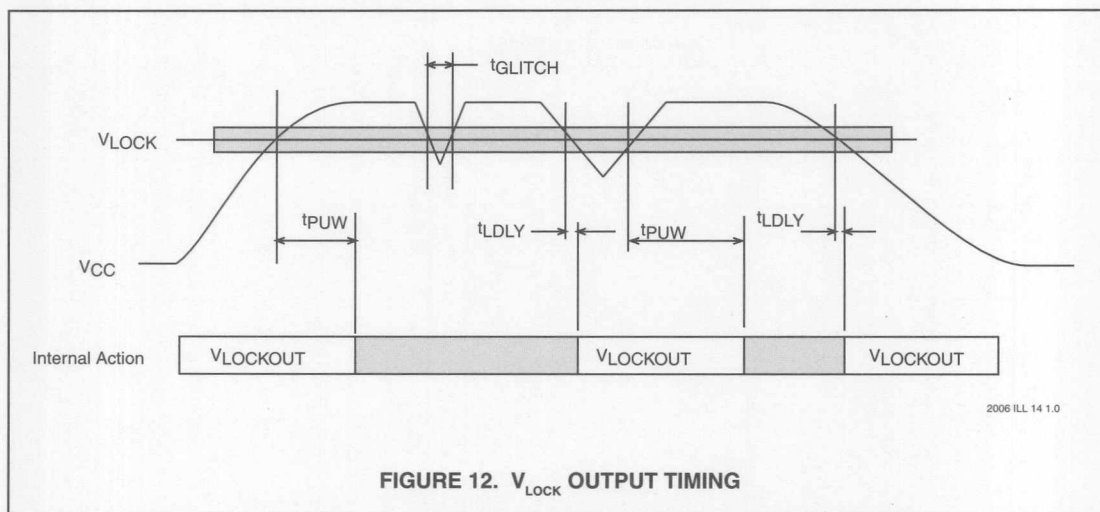 tGLITCH
VLOCK
tPUW
tLDLY
tPUW
tLDLY
VCC
Internal Action
VLOCKOUT
VLOCKOUT
VLOCKOUT
2006 ILL 14 1.0
FIGURE 12. VLOCK OUTPUT TIMING